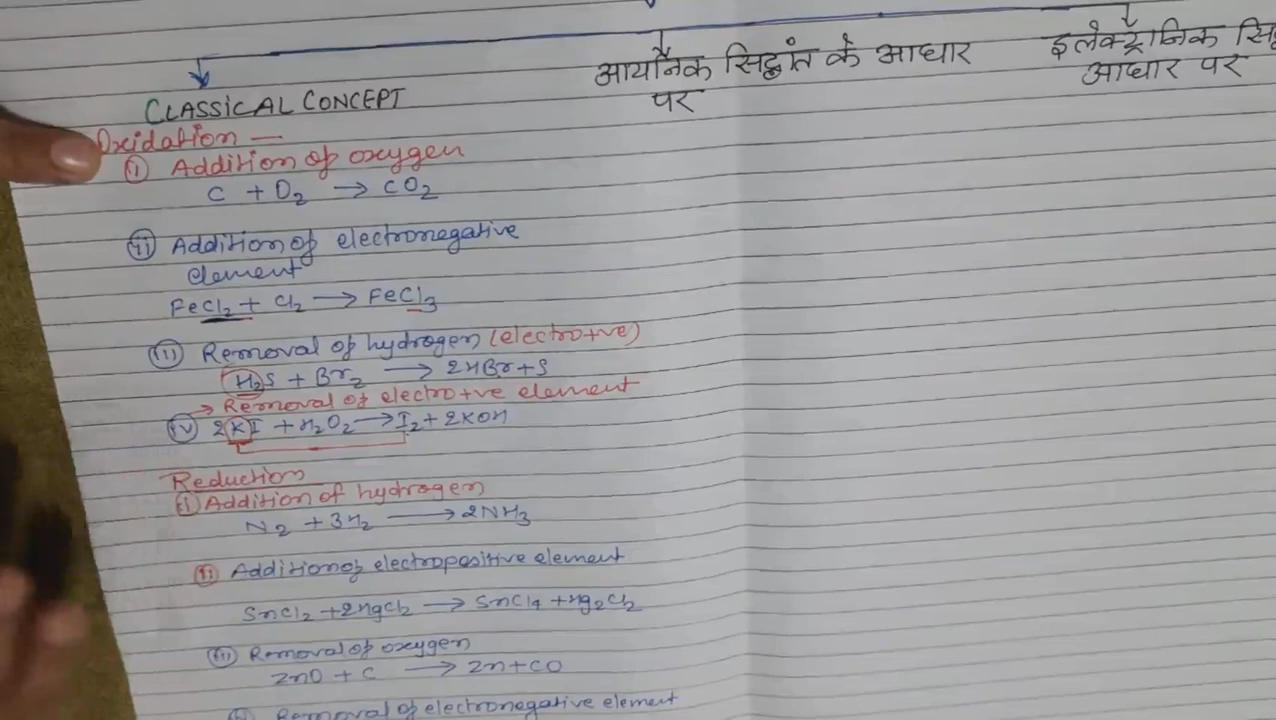 CLASSICAL CONCEPT
Oxidation —
(i) Addition of oxygen
C + O₂ → CO₂
(ii) Addition of electronegative
element
FeCl₂ + Cl₂ → FeCl₃
(iii) Removal of hydrogen (electro+ve)
H₂S + Br₂ → 2HBr + S
→ Removal of electro+ve element
(iv) 2KI + H₂O₂ → I₂ + 2KOH
Reduction
(i) Addition of hydrogen
N₂ + 3H₂ → 2NH₃
(ii) Addition of electropositive element
SnCl₂ + 2HgCl₂ → SnCl₄ + Hg₂Cl₂
(iii) Removal of oxygen
ZnO + C → Zn + CO
Removal of electronegative element
आयनिक सिद्धांत के आधार
पर
इलेक्ट्रानिक
आधार पर